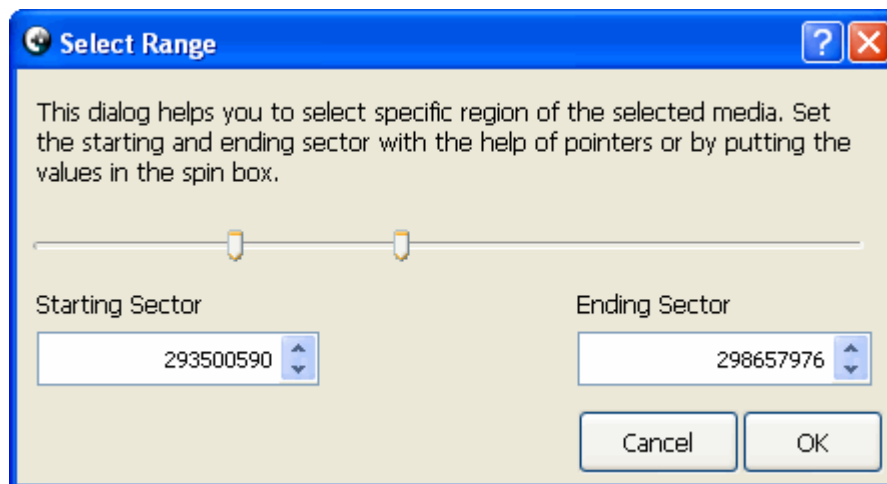 Select Range
?
This dialog helps you to select specific region of the selected media. Set
the starting and ending sector with the help of pointers or by putting the
values in the spin box.
Starting Sector
Ending Sector
293500590
298657976
Cancel
OK